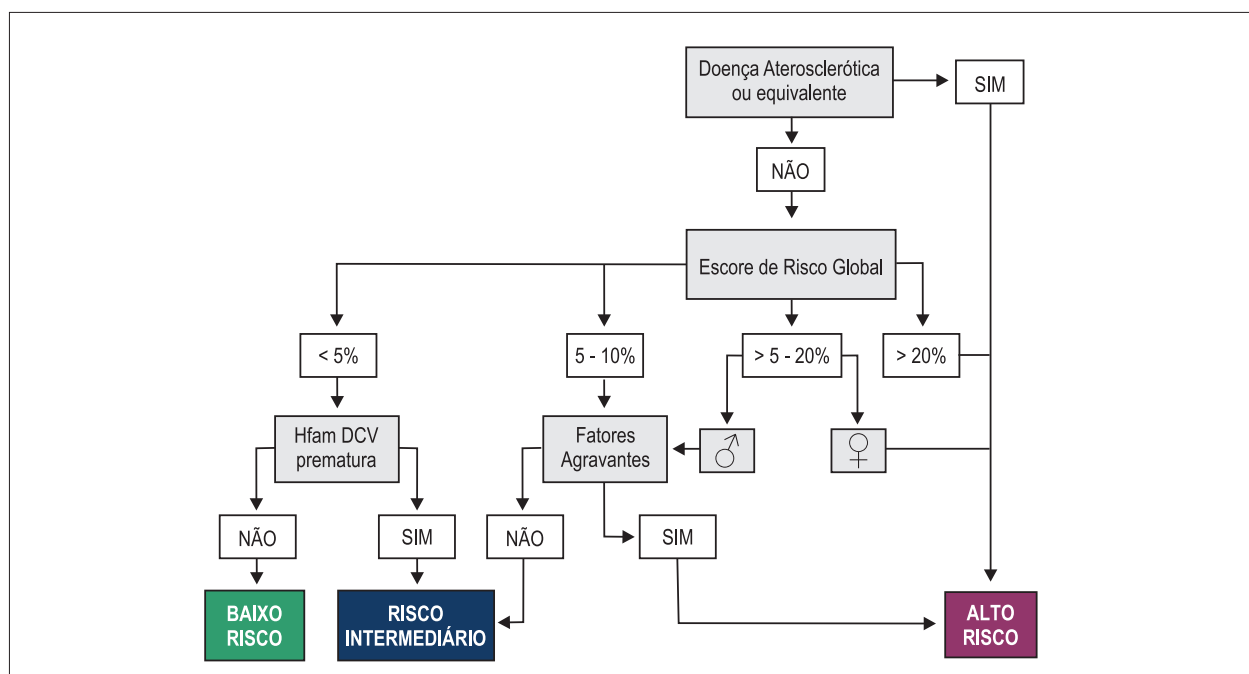 Doença Aterosclerótica
ou equivalente
SIM
NÃO
Escore de Risco Global
< 5%
5 - 10%
> 5 - 20%
> 20%
Hfam DCV
prematura
Fatores
Agravantes
♂
♀
NÃO
SIM
NÃO
SIM
BAIXO
RISCO
RISCO
INTERMEDIÁRIO
ALTO
RISCO